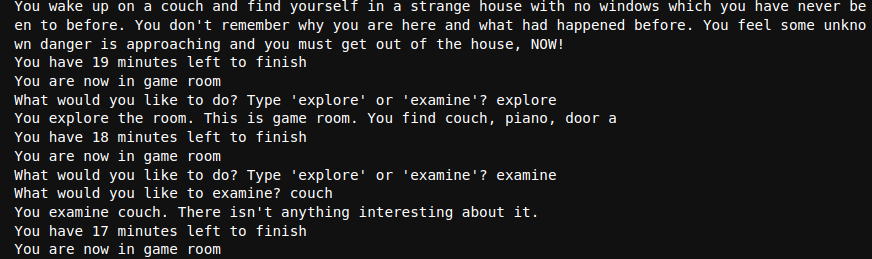 You wake up on a couch and find yourself in a strange house with no windows which you have never be
en to before. You don't remember why you are here and what had happened before. You feel some unkno
wn danger is approaching and you must get out of the house, NOW!
You have 19 minutes left to finish
You are now in game room
What would you like to do? Type 'explore' or 'examine'? explore
You explore the room. This is game room. You find couch, piano, door a
You have 18 minutes left to finish
You are now in game room
What would you like to do? Type 'explore' or 'examine'? examine
What would you like to examine? couch
You examine couch. There isn't anything interesting about it.
You have 17 minutes left to finish
You are now in game room